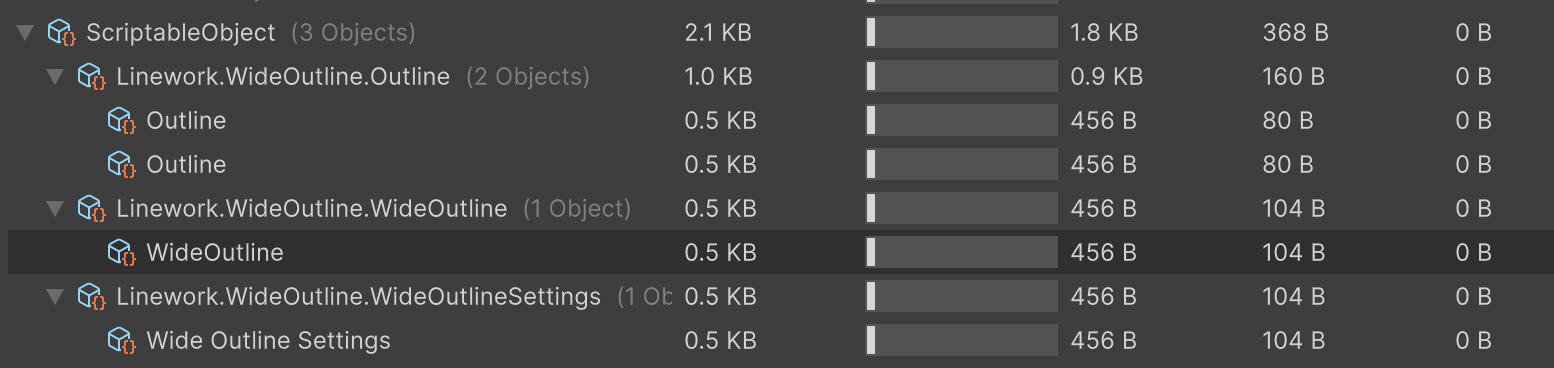 ScriptableObject (3 Objects) 2.1 KB 1.8 KB 368 B 0 B
Linework.WideOutline.Outline (2 Objects) 1.0 KB 0.9 KB 160 B 0 B
Outline 0.5 KB 456 B 80 B 0 B
Outline 0.5 KB 456 B 80 B 0 B
Linework.WideOutline.WideOutline (1 Object) 0.5 KB 456 B 104 B 0 B
WideOutline 0.5 KB 456 B 104 B 0 B
Linework.WideOutline.WideOutlineSettings (1 Ob 0.5 KB 456 B 104 B 0 B
Wide Outline Settings 0.5 KB 456 B 104 B 0 B